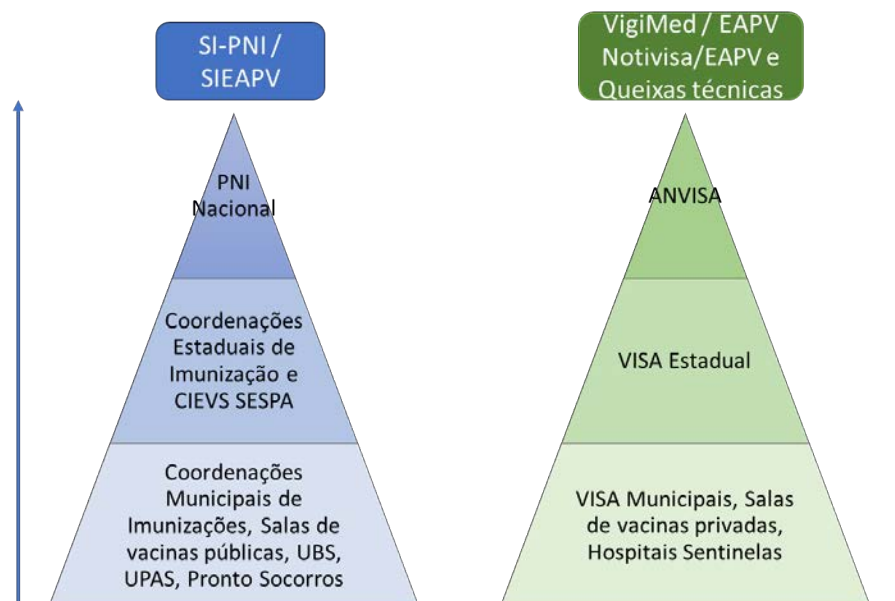 SI-PNI /
SIEAPV
PNI
Nacional
Coordenações
Estaduais de
Imunização e
CIEVS SESPA
Coordenações
Municipais de
Imunizações, Salas de
vacinas públicas, UBS,
UPAS, Pronto Socorros
VigiMed / EAPV
Notivisa/EAPV e
Queixas técnicas
ANVISA
VISA Estadual
VISA Municipais, Salas
de vacinas privadas,
Hospitais Sentinelas